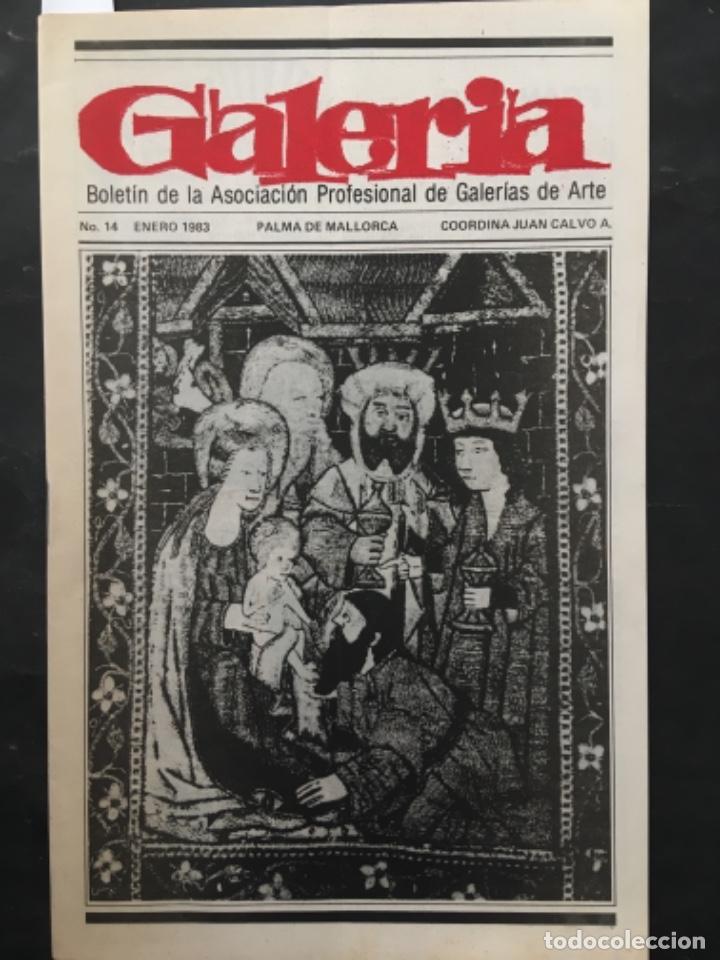 Galeria
Boletín de la Asociación Profesional de Galerías de Arte
No. 14 ENERO 1983 PALMA DE MALLORCA COORDINA JUAN CALVO A.
todocoleccion.net